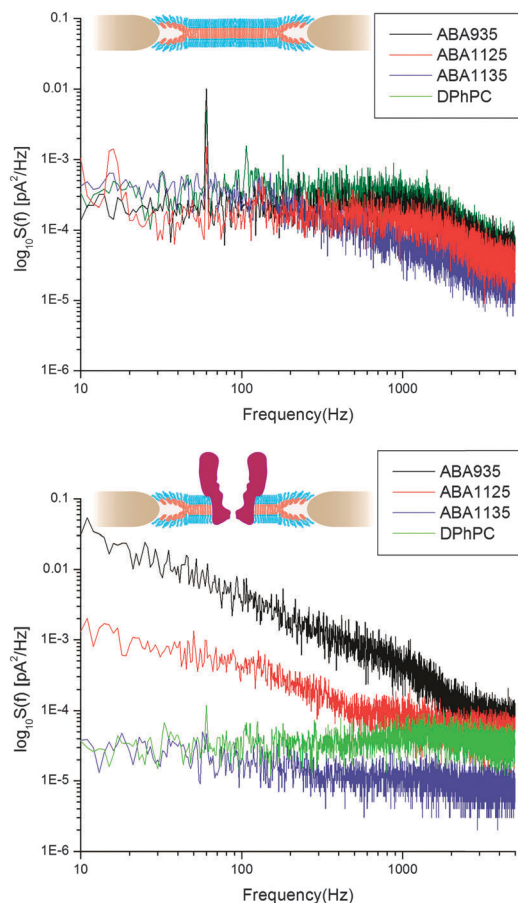 ABA935
ABA1125
ABA1135
DPhPC
log₁₀S(f) [pA²/Hz]
0.1
0.01
1E-3
1E-4
1E-5
1E-6
10
100
1000
Frequency(Hz)
ABA935
ABA1125
ABA1135
DPhPC
log₁₀S(f) [pA²/Hz]
0.1
0.01
1E-3
1E-4
1E-5
1E-6
10
100
1000
Frequency(Hz)